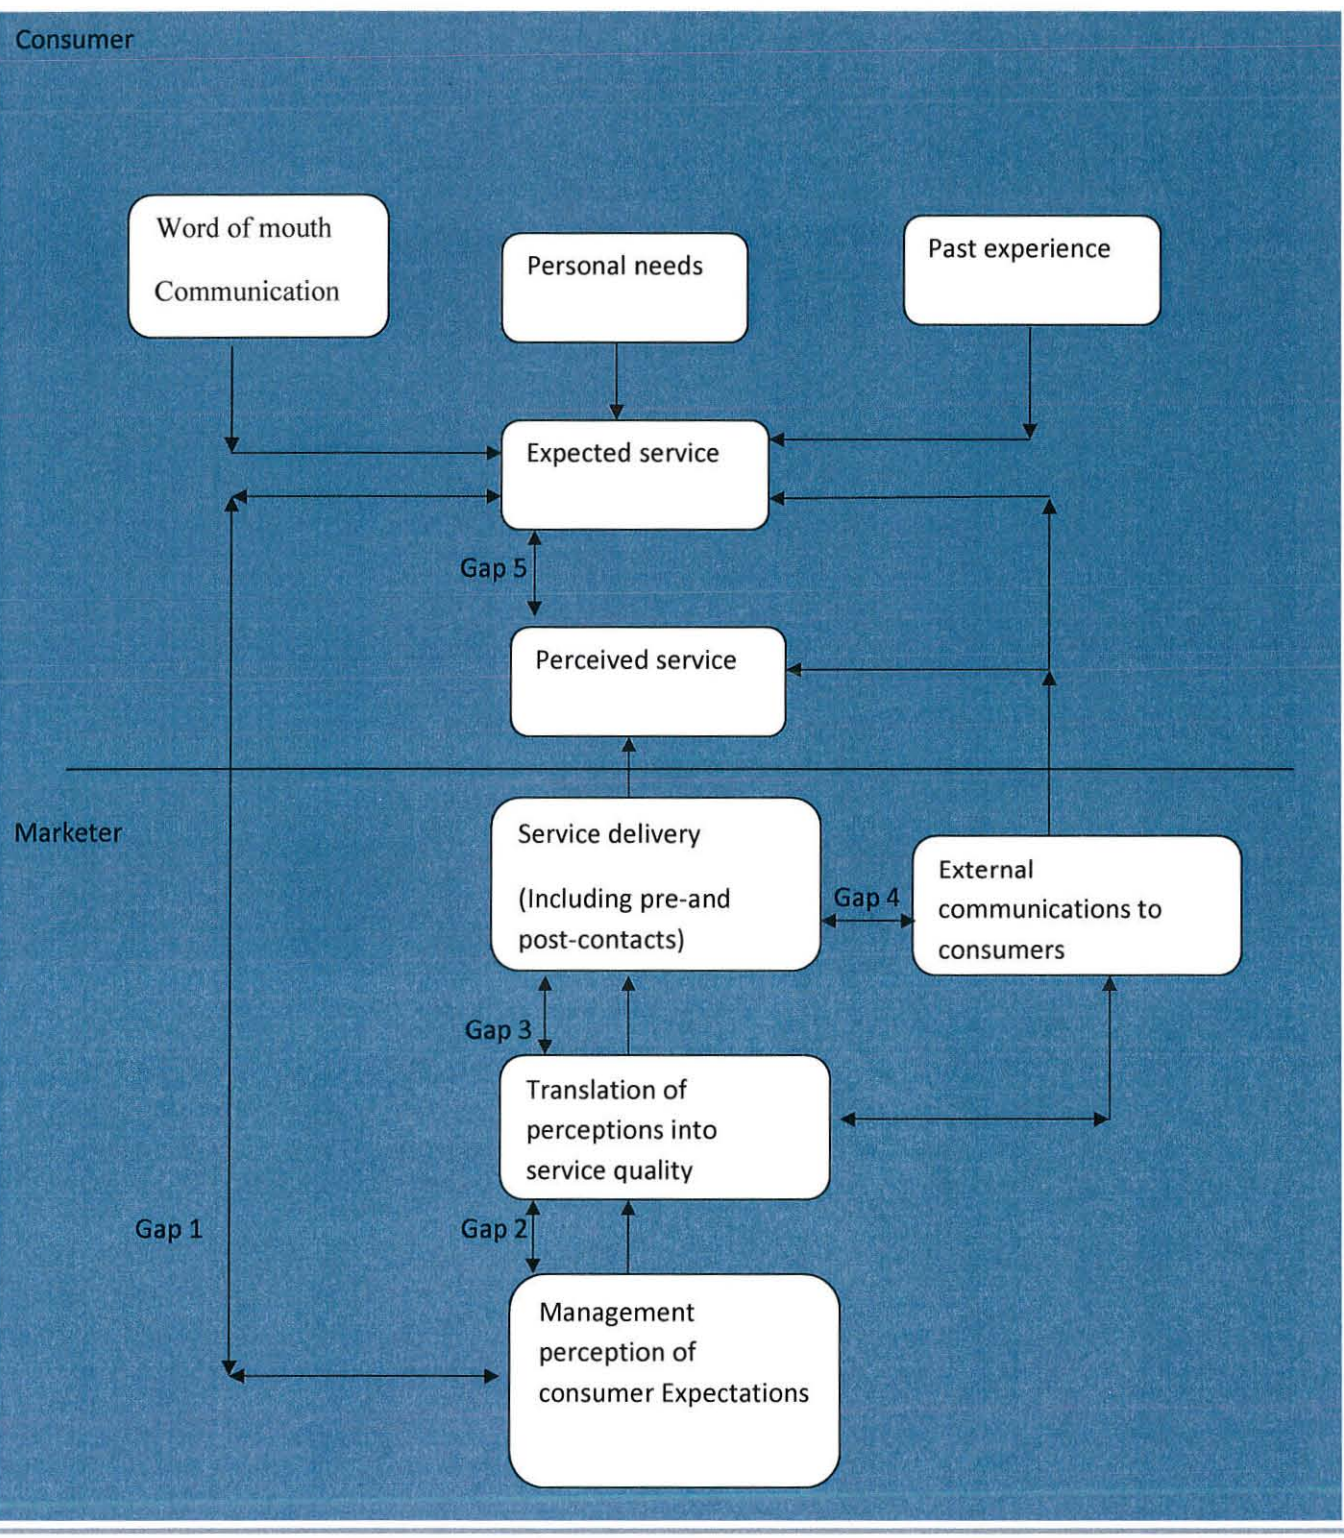 Consumer
Word of mouth
Communication
Personal needs
Past experience
Expected service
Gap 5
Perceived service
Marketer
Service delivery
(Including pre-and
post-contacts)
Gap 4
External
communications to
consumers
Gap 3
Translation of
perceptions into
service quality
Gap 1
Gap 2
Management
perception of
consumer Expectations